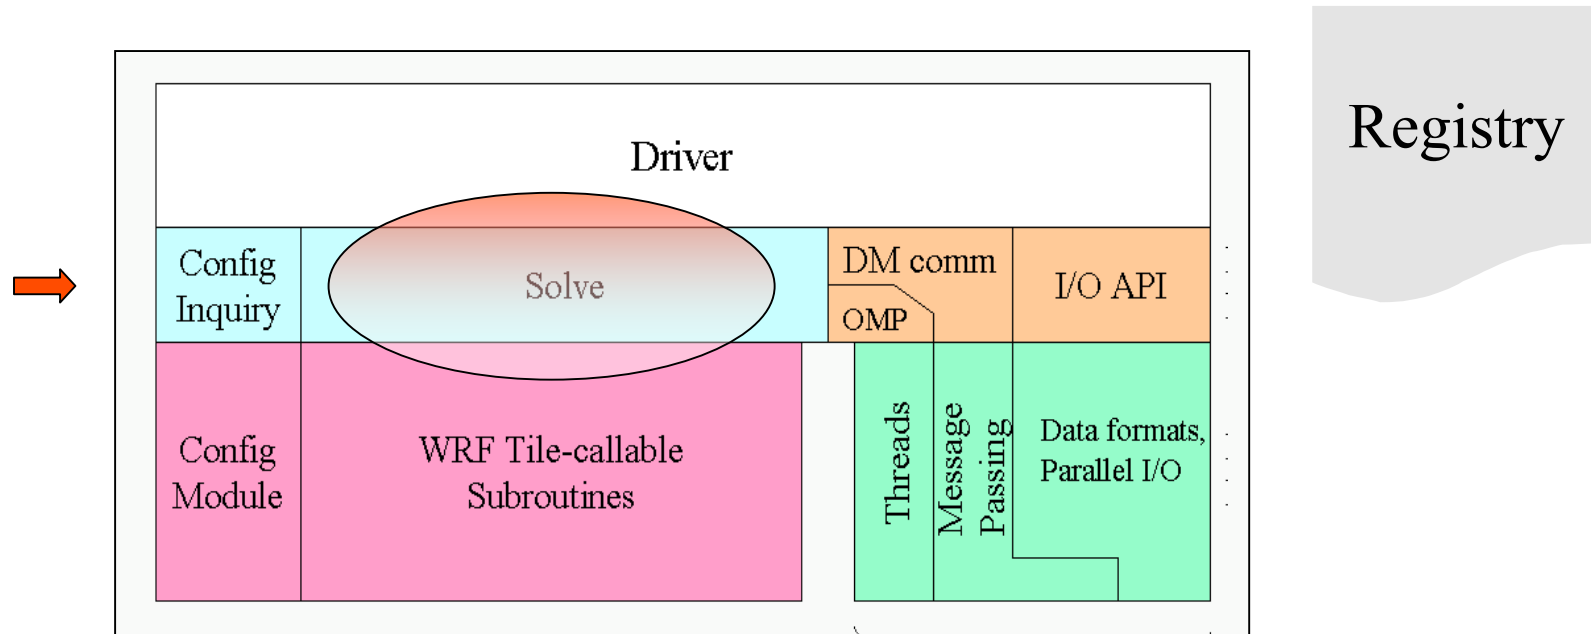 Registry
Driver
Config
Inquiry
Solve
DM comm
OMP
I/O API
Config
Module
WRF Tile-callable
Subroutines
Threads
Message
Passing
Data formats,
Parallel I/O